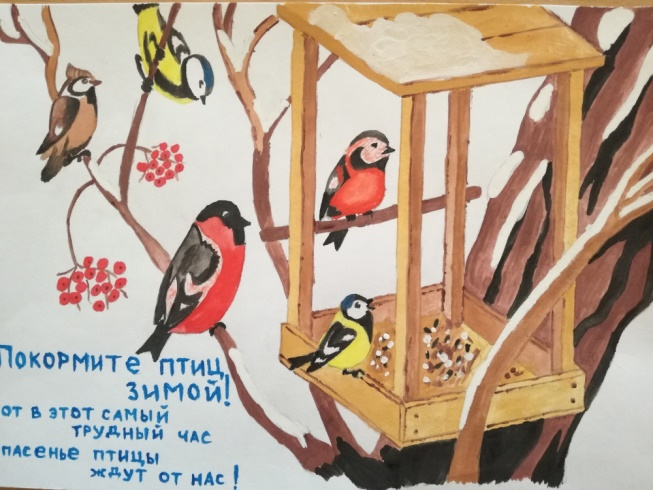 Покормите птиц
зимой!
от в этот самый
трудный час
пасенье птицы
ждут от нас!